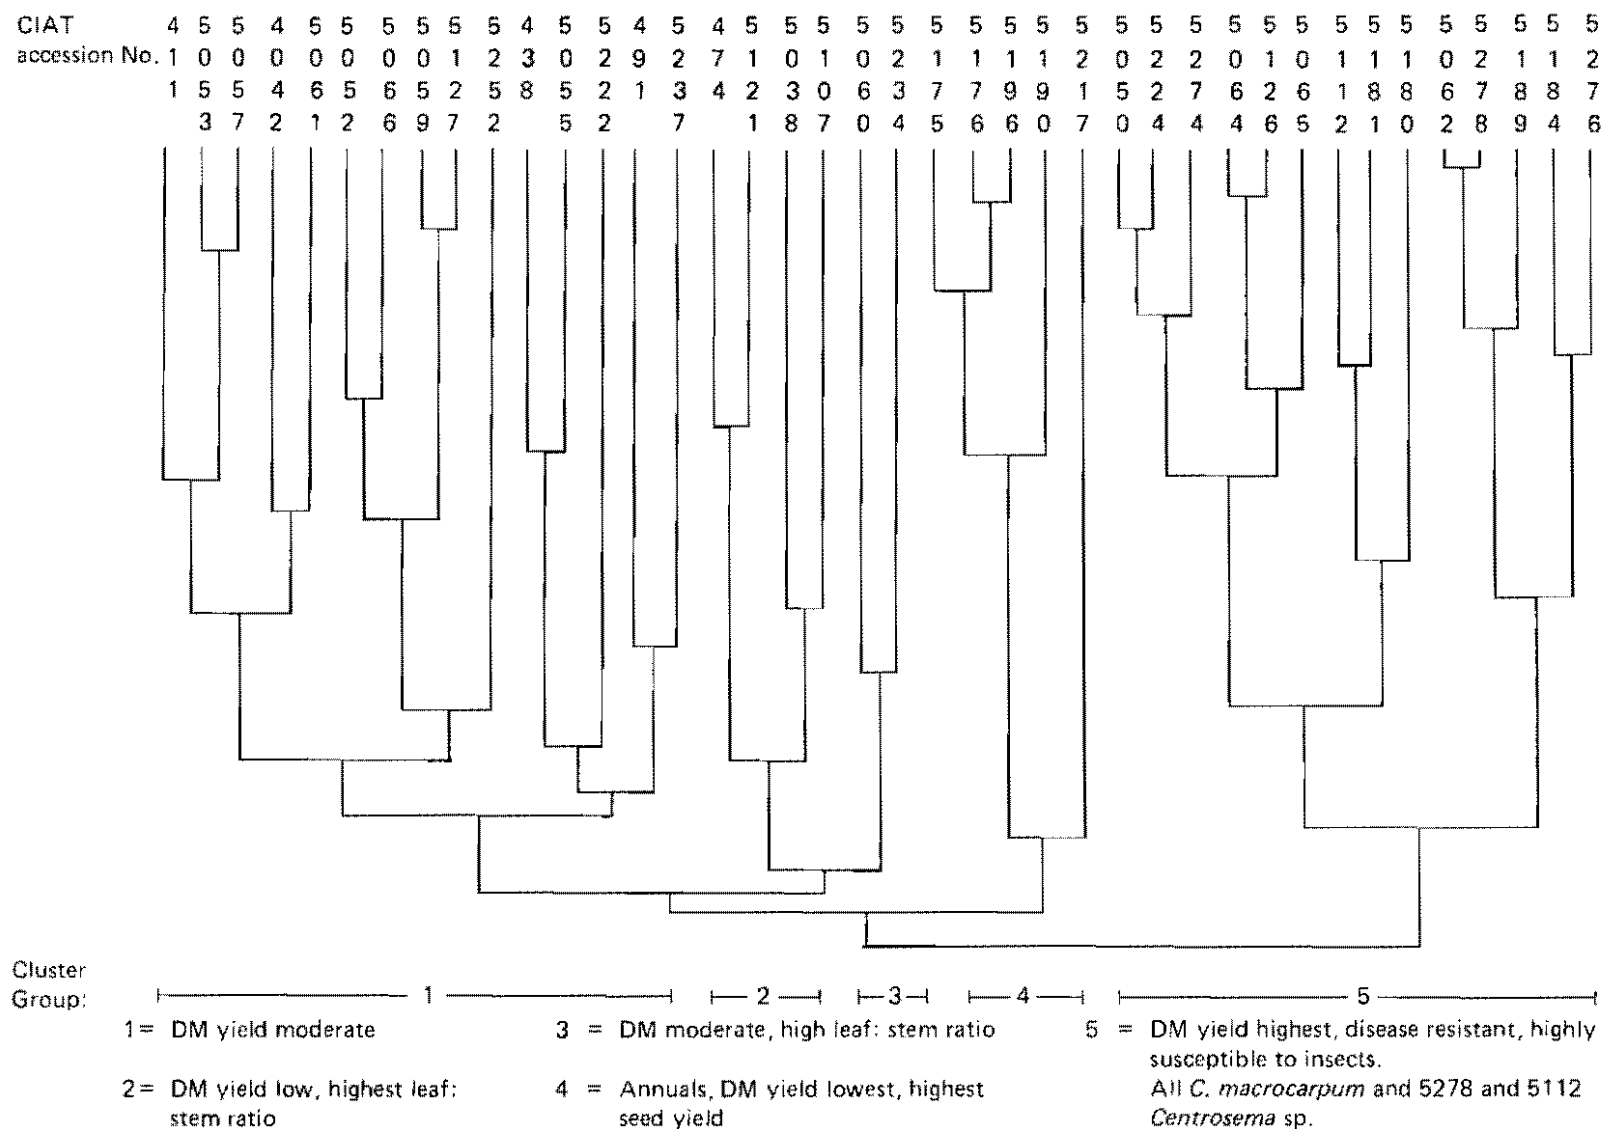 CIAT 4 5 5 4 5 5 5 5 5 5 4 5 5 4 5 4 5 5 5 5 5 5 5 5 5 5 5 5 5 5 5 5 5 5 5 5 5 5 5 5
accession No. 1 0 0 0 0 0 0 0 1 2 3 0 2 9 2 7 1 0 1 0 2 1 1 1 1 2 0 2 2 0 1 0 1 1 1 0 2 1 1 2
1 5 5 4 6 5 6 5 2 5 8 5 2 1 3 4 2 3 0 6 3 7 7 9 9 1 5 2 7 6 2 6 1 8 8 6 7 8 8 7
3 7 2 1 2 6 9 7 2 5 2 7 1 8 7 0 4 5 6 6 0 7 0 4 4 4 6 5 2 1 0 2 8 9 4 6
Cluster
Group: 1 2 3 4 5
1 = DM yield moderate
2 = DM yield low, highest leaf:
stem ratio
3 = DM moderate, high leaf: stem ratio
4 = Annuals, DM yield lowest, highest
seed yield
5 = DM yield highest, disease resistant, highly
susceptible to insects.
All C. macrocarpum and 5278 and 5112
Centrosema sp.